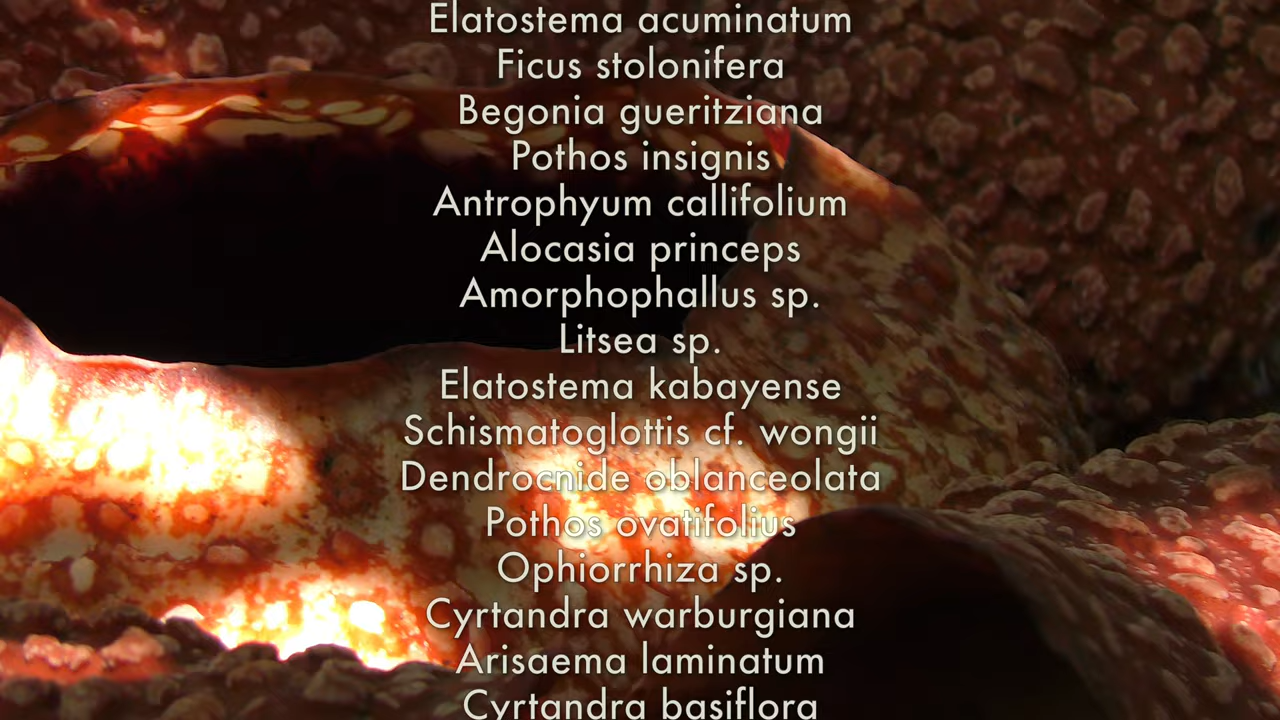 Elatostema acuminatum
Ficus stolonifera
Begonia gueritziana
Pothos insignis
Antrophyum callifolium
Alocasia princeps
Amorphophallus sp.
Litsea sp.
Elatostema kabayense
Schismatoglottis cf. wongii
Dendrocnide oblanceolata
Pothos ovatifolius
Ophiorrhiza sp.
Cyrtandra warburgiana
Arisaema laminatum
Cyrtandra basiflora